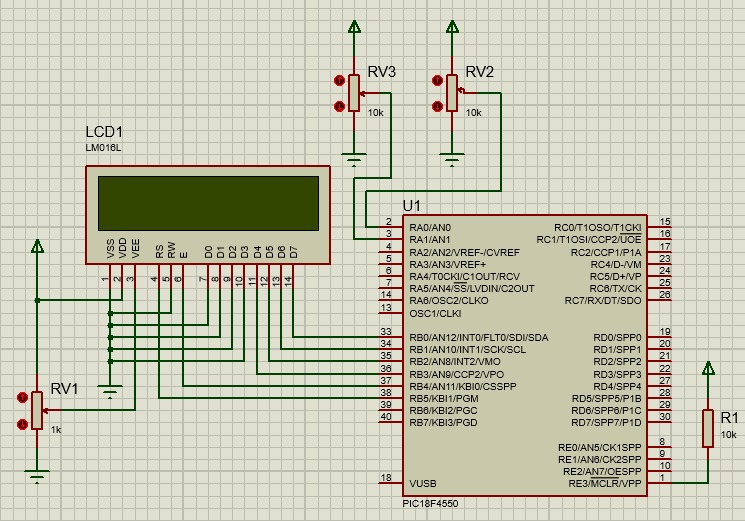 RV3
10k
RV2
10k
LCD1
LM016L
VSS VDD VEE RS RW E D0 D1 D2 D3 D4 D5 D6 D7
1 2 3 4 5 6 7 8 9 10 11 12 13 14
RV1
1k
U1
2 RA0/AN0 RC0/T1OSO/T1CKI 15
3 RA1/AN1 RC1/T1OSI/CCP2/UOE 16
4 RA2/AN2/VREF-/CVREF RC2/CCP1/P1A 17
5 RA3/AN3/VREF+ RC4/D-/VM 23
6 RA4/T0CKI/C1OUT/RCV RC5/D+/VP 24
7 RA5/AN4/SS/LVDIN/C2OUT RC6/TX/CK 25
14 RA6/OSC2/CLKO RC7/RX/DT/SDO 26
13 OSC1/CLKI
33 RB0/AN12/INT0/FLT0/SDI/SDA RD0/SPP0 19
34 RB1/AN10/INT1/SCK/SCL RD1/SPP1 20
35 RB2/AN8/INT2/VMO RD2/SPP2 21
36 RB3/AN9/CCP2/VPO RD3/SPP3 22
37 RB4/AN11/KBI0/CSSPP RD4/SPP4 27
38 RB5/KBI1/PGM RD5/SPP5/P1B 28
39 RB6/KBI2/PGC RD6/SPP6/P1C 29
40 RB7/KBI3/PGD RD7/SPP7/P1D 30
RE0/AN5/CK1SPP 8
RE1/AN6/CK2SPP 9
RE2/AN7/OESPP 10
18 VUSB RE3/MCLR/VPP 1
PIC18F4550
R1
10k